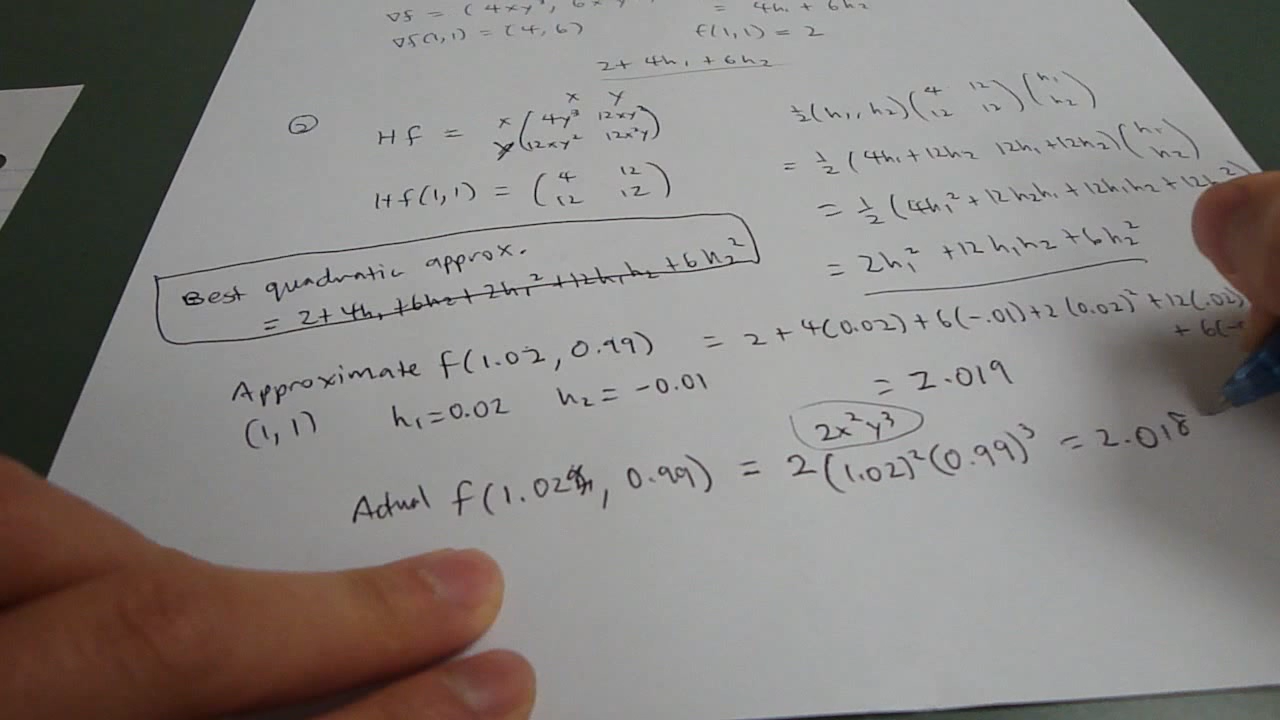 ∇f = (4xy³, 6x²y
= 4h₁ + 6h₂
∇f(1,1) = (4, 6)
f(1,1) = 2
2 + 4h₁ + 6h₂
②
x y
Hf = x (4y³ 12xy²
y 12xy² 12x²y)
Hf(1,1) = (4 12
12 12)
½(h₁, h₂) (4 12
12 12) (h₁
h₂)
= ½ (4h₁ + 12h₂ 12h₁ + 12h₂) (h₁
h₂)
= ½ (4h₁² + 12h₂h₁ + 12h₁h₂ + 12h₂²)
= 2h₁² + 12h₁h₂ + 6h₂²
Best quadratic approx.
= 2 + 4h₁ + 6h₂ + 2h₁² + 12h₁h₂ + 6h₂²
Approximate f(1.02, 0.99) = 2 + 4(0.02) + 6(-.01) + 2(0.02)² + 12(.02)
+ 6(-
(1,1) h₁ = 0.02 h₂ = -0.01
= 2.019
2x²y³
Actual f(1.02, 0.99) = 2(1.02)²(0.99)³ = 2.018